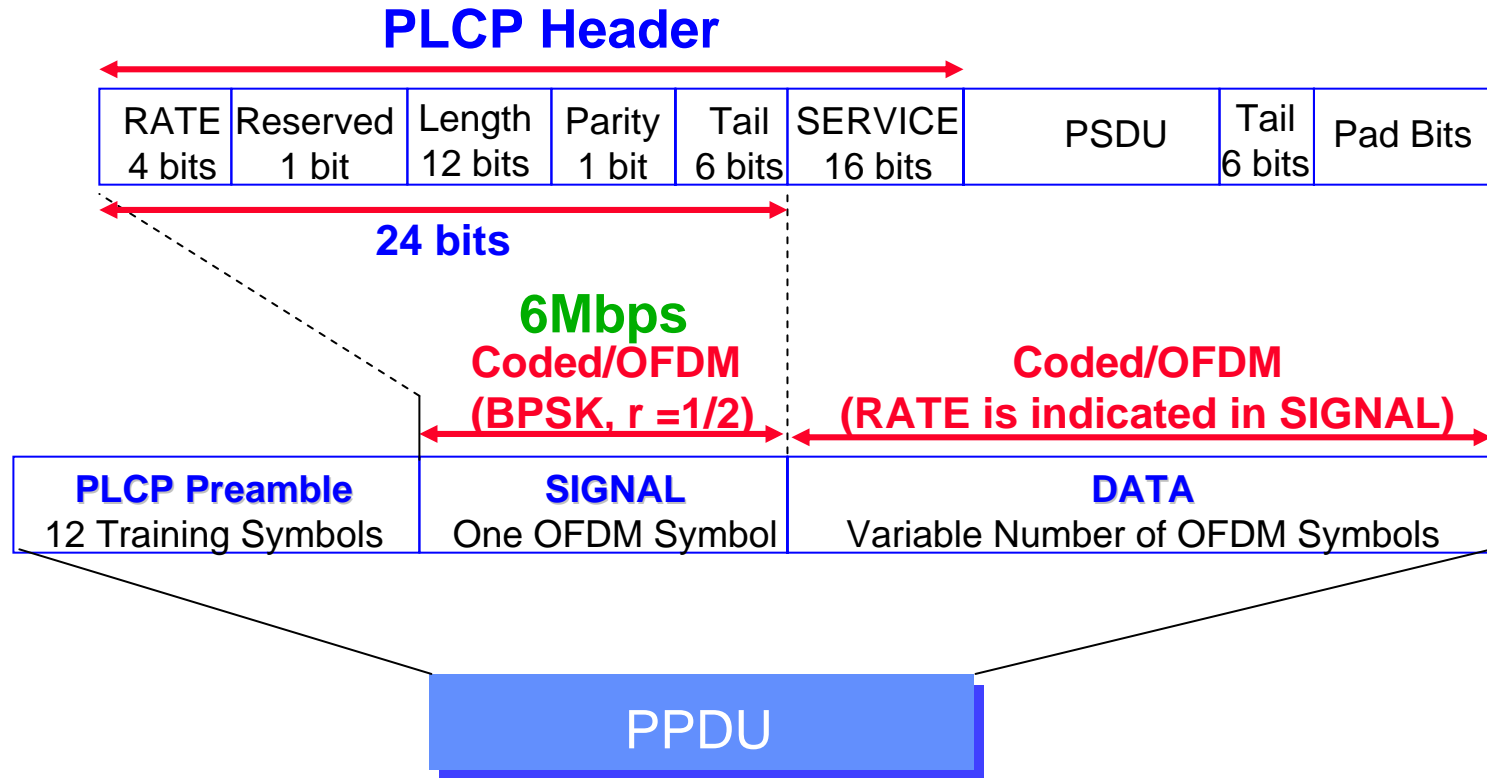 PLCP Header
RATE Reserved Length Parity Tail SERVICE PSDU Tail Pad Bits
4 bits 1 bit 12 bits 1 bit 6 bits 16 bits 6 bits
24 bits
6Mbps
Coded/OFDM Coded/OFDM
(BPSK, r =1/2) (RATE is indicated in SIGNAL)
PLCP Preamble SIGNAL DATA
12 Training Symbols One OFDM Symbol Variable Number of OFDM Symbols
PPDU